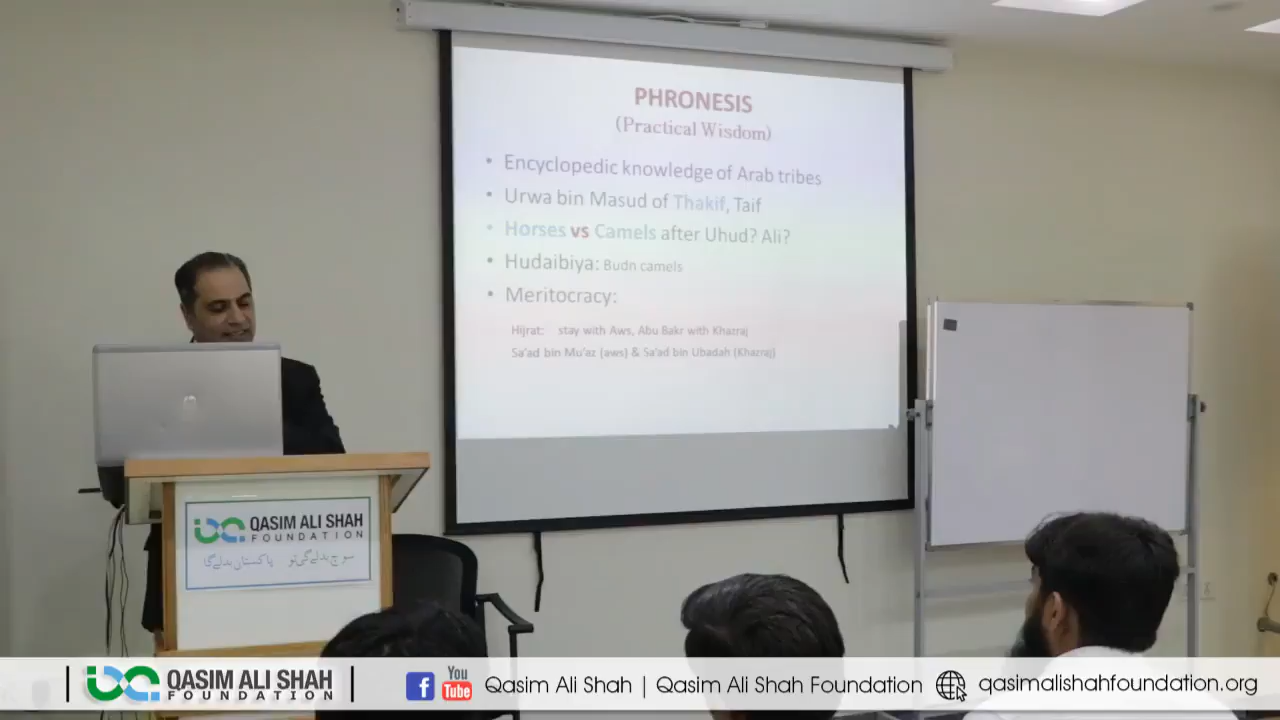 PHRONESIS
(Practical Wisdom)
• Encyclopedic knowledge of Arab tribes
• Urwa bin Masud of Thakif, Taif
• Horses vs Camels after Uhud? Ali?
• Hudaibiya: Budn camels
• Meritocracy:
Hijrat: stay with Aws, Abu Bakr with Khazraj
Sa'ad bin Mu'az (aws) & Sa'ad bin Ubadah (Khazraj)
QASIM ALI SHAH
FOUNDATION
سوچ بدلے گی تو پاکستان بدلے گا
QASIM ALI SHAH
FOUNDATION
f You Tube Qasim Ali Shah | Qasim Ali Shah Foundation qasimalishahfoundation.org